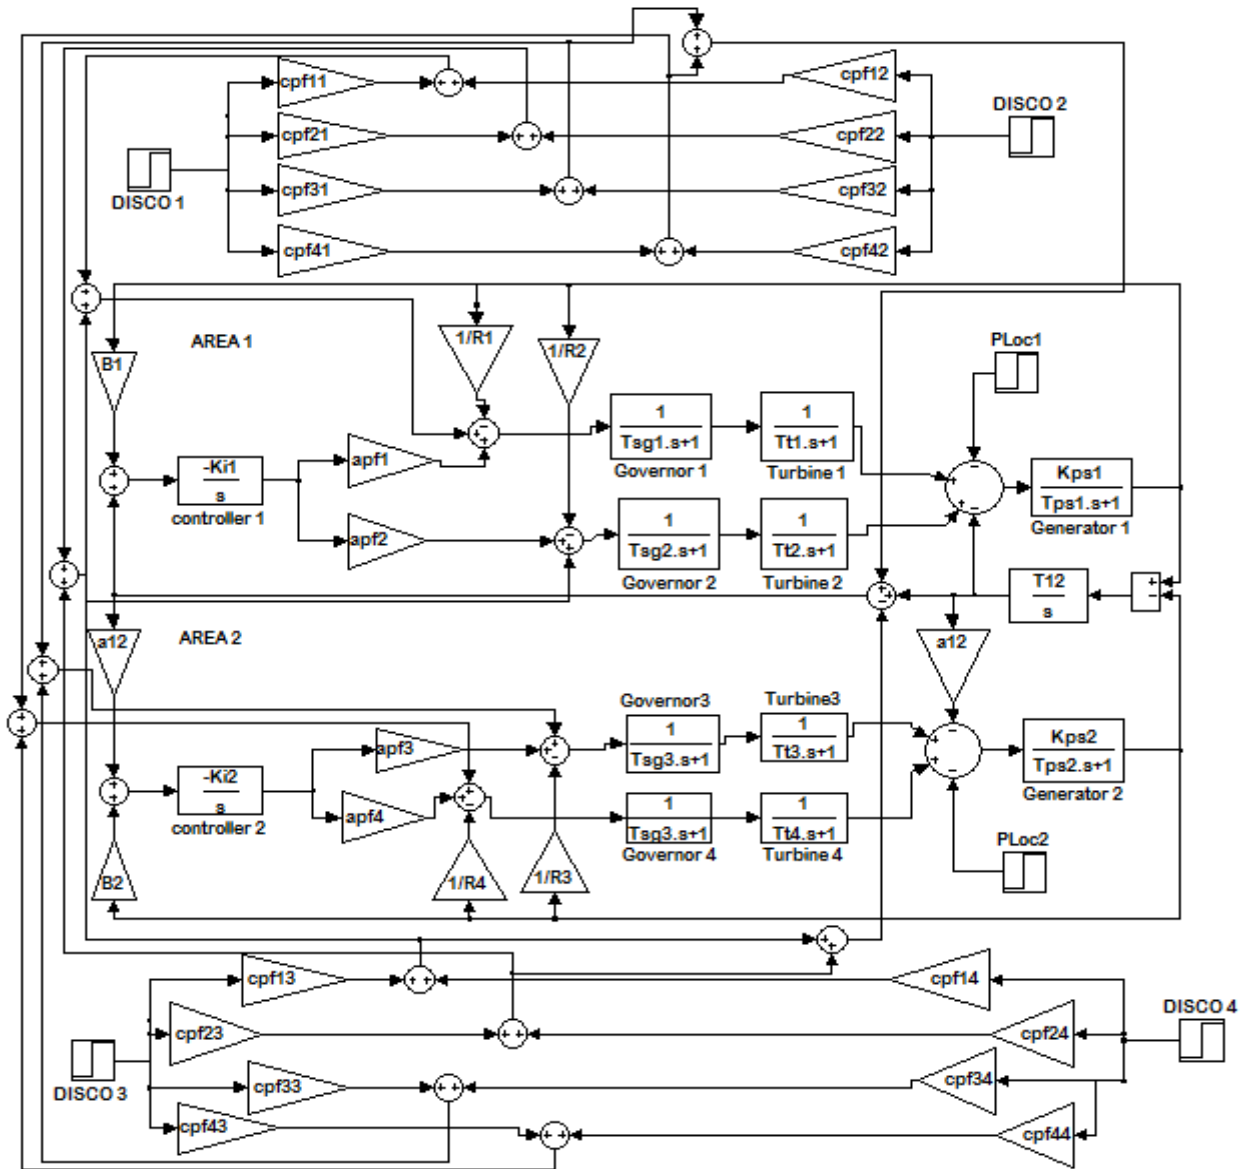 +
+
cpf11
+ +
cpf12
DISCO 2
cpf21
+ +
cpf22
DISCO 1
cpf31
+ +
cpf32
cpf41
+ +
cpf42
+
+
AREA 1
B1
1/R1
1/R2
PLoc1
+
+
-Ki1
s
controller 1
apf1
apf2
−
−
+
+
−
+
1
Tsg1.s+1
Governor 1
1
Tt1.s+1
Turbine 1
1
Tsg2.s+1
Governor 2
1
Tt2.s+1
Turbine 2
−
+
+
−
Kps1
Tps1.s+1
Generator 1
+
+
+
−
T12
s
+
−
a12
AREA 2
a12
+
+
+
+
Governor3
1
Tsg3.s+1
Turbine3
1
Tt3.s+1
apf3
+
+
−
−
+
+
−
Kps2
Tps2.s+1
Generator 2
+
+
-Ki2
s
controller 2
apf4
+
+
−
1
Tsg3.s+1
Governor 4
1
Tt4.s+1
Turbine 4
PLoc2
B2
1/R4
1/R3
+
+
cpf13
+ +
cpf14
DISCO 4
cpf23
+ +
cpf24
DISCO 3
cpf33
+ +
cpf34
cpf43
+ +
cpf44